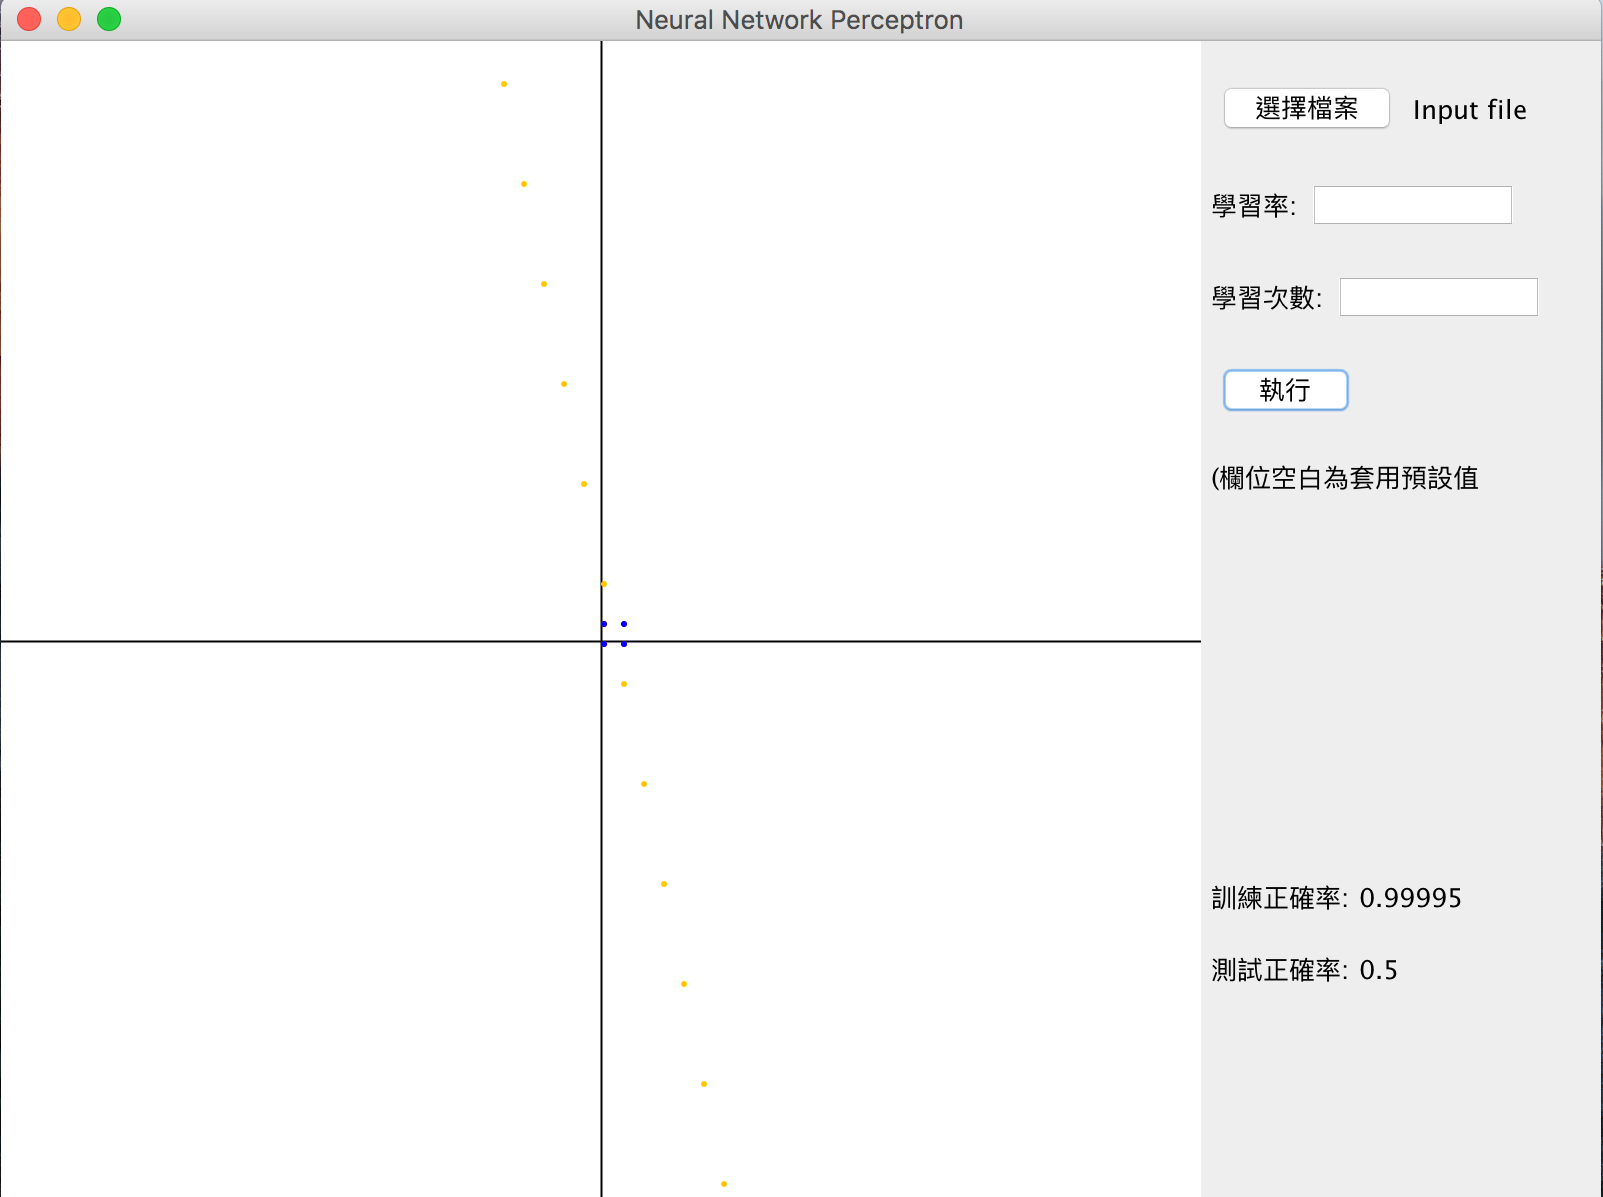 Neural Network Perceptron
選擇檔案 Input file
學習率:
學習次數:
執行
(欄位空白為套用預設值
訓練正確率: 0.99995
測試正確率: 0.5